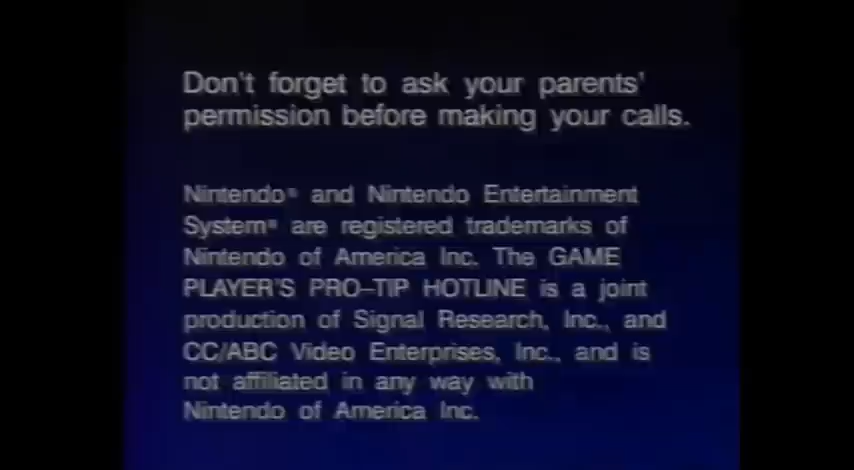 Don't forget to ask your parents'
permission before making your calls.
Nintendo® and Nintendo Entertainment
System® are registered trademarks of
Nintendo of America Inc. The GAME
PLAYER'S PRO–TIP HOTLINE is a joint
production of Signal Research, Inc., and
CC/ABC Video Enterprises, Inc., and is
not affiliated in any way with
Nintendo of America Inc.